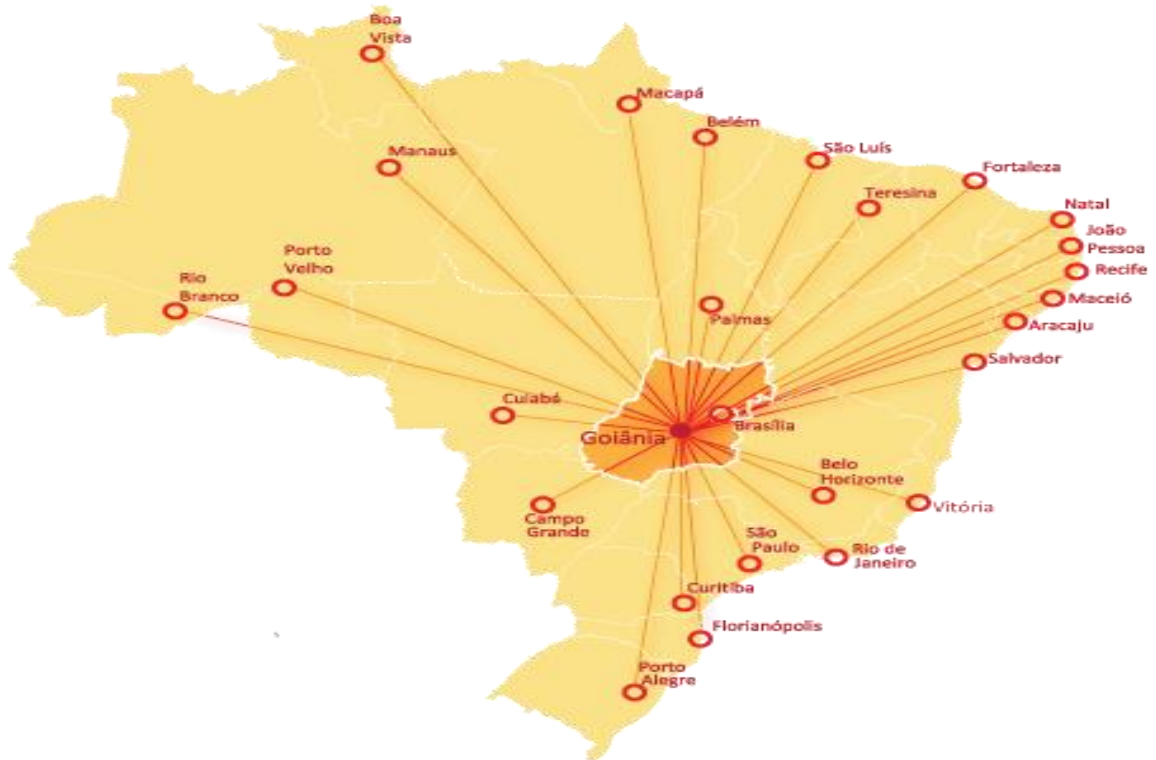 Boa
Vista
Macapá
Belém
Manaus
São Luís
Fortaleza
Teresina
Natal
João
Pessoa
Porto
Velho
Recife
Rio
Branco
Maceió
Palmas
Aracaju
Salvador
Cuiabá
Brasília
Goiânia
Belo
Horizonte
Vitória
Campo
Grande
São
Paulo
Rio de
Janeiro
Curitiba
Florianópolis
Porto
Alegre